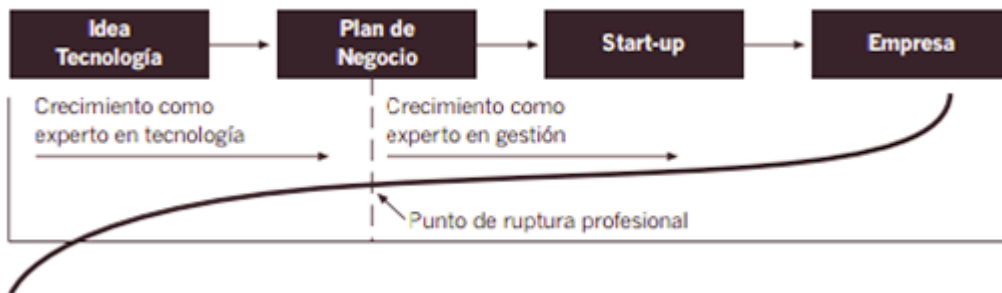 Idea
Tecnología
Plan de
Negocio
Start-up
Empresa
Crecimiento como
experto en tecnología
Crecimiento como
experto en gestión
Punto de ruptura profesional